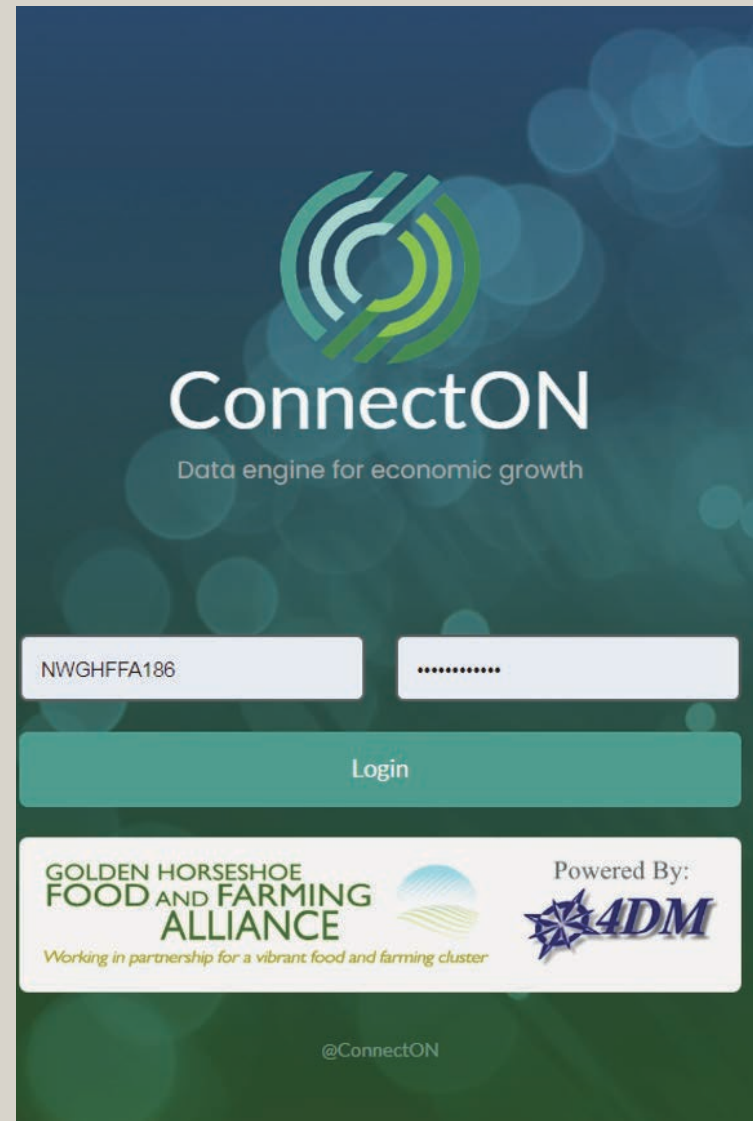 ConnectON
Data engine for economic growth
NWGHFFA186
••••••••••••
Login
GOLDEN HORSESHOE
FOOD AND FARMING
ALLIANCE
Working in partnership for a vibrant food and farming cluster
Powered By:
4DM
@ConnectON